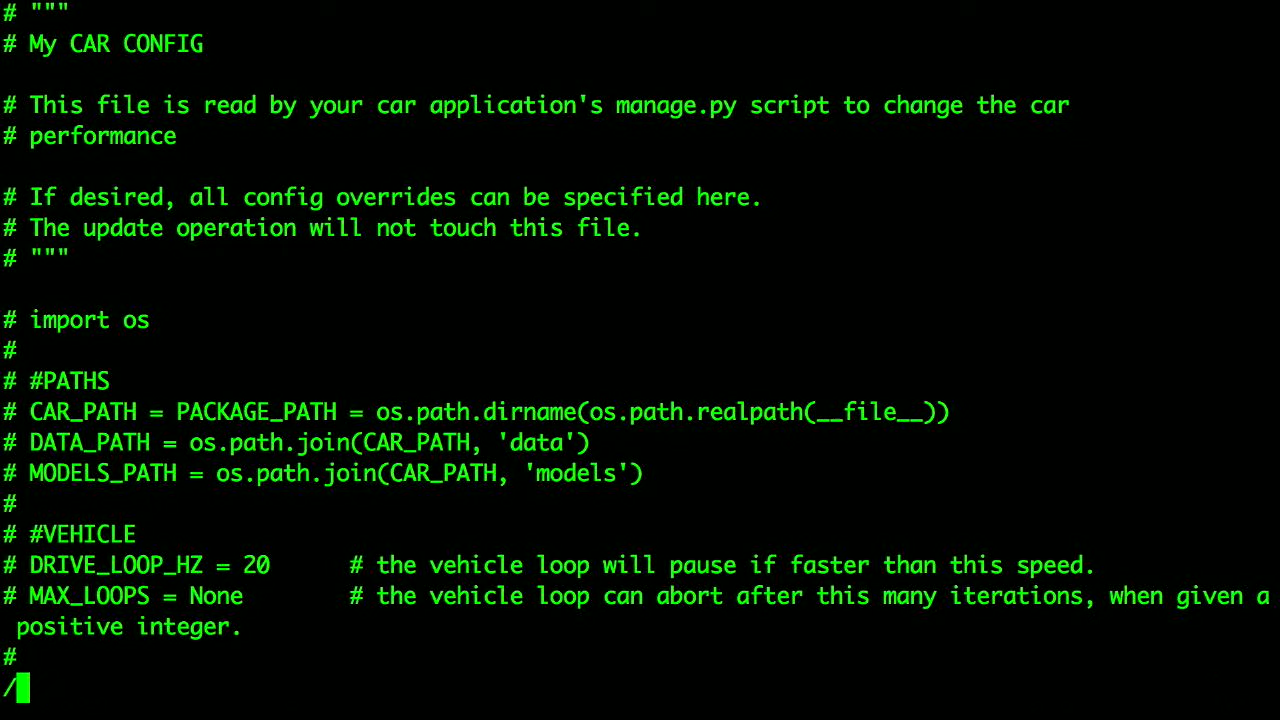 # """
# My CAR CONFIG
# This file is read by your car application's manage.py script to change the car
# performance
# If desired, all config overrides can be specified here.
# The update operation will not touch this file.
# """
# import os
#
# #PATHS
# CAR_PATH = PACKAGE_PATH = os.path.dirname(os.path.realpath(__file__))
# DATA_PATH = os.path.join(CAR_PATH, 'data')
# MODELS_PATH = os.path.join(CAR_PATH, 'models')
#
# #VEHICLE
# DRIVE_LOOP_HZ = 20      # the vehicle loop will pause if faster than this speed.
# MAX_LOOPS = None        # the vehicle loop can abort after this many iterations, when given a
positive integer.
#
/